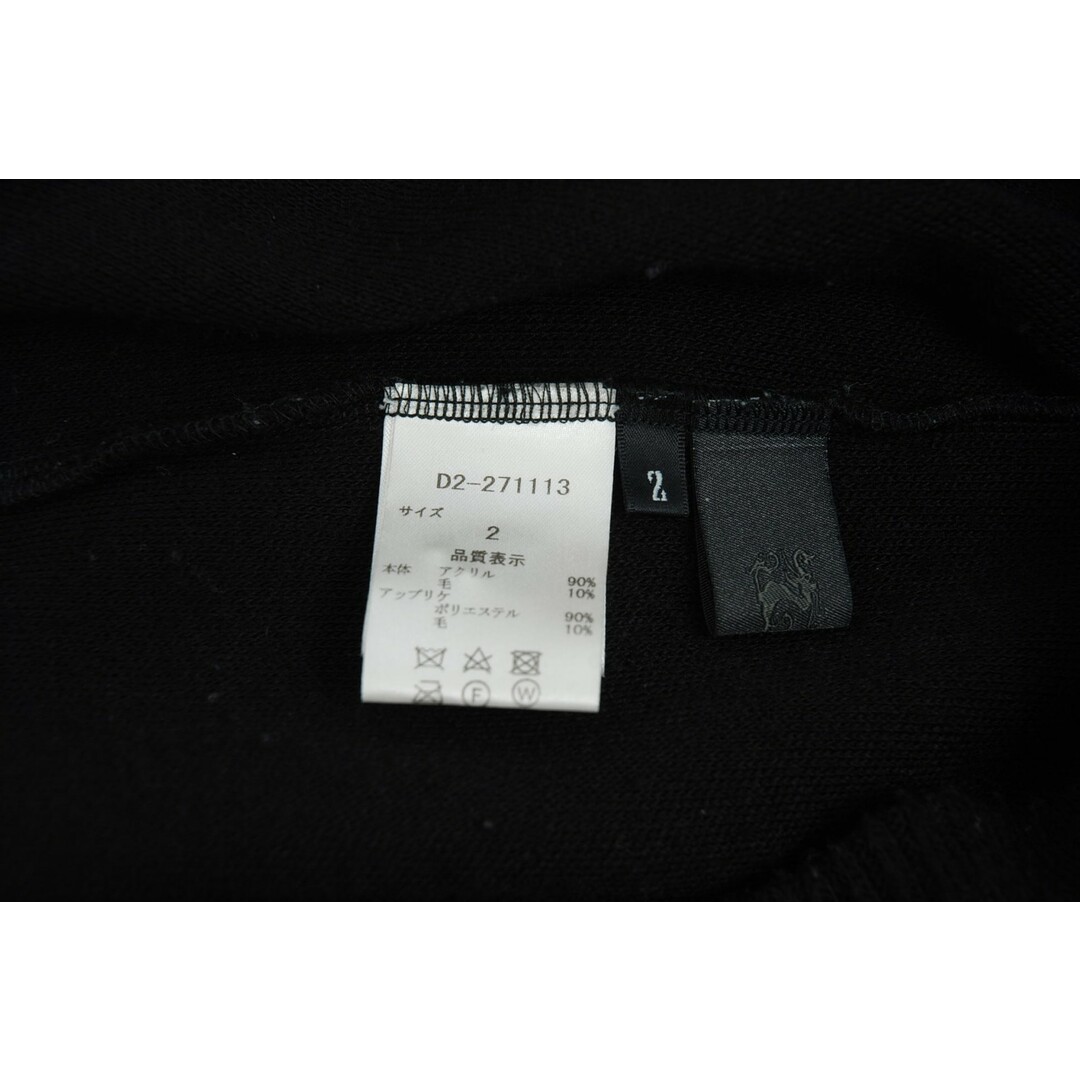 D2-271113
サイズ
2
品質表示
本体 アクリル 90%
毛 10%
アップリケ
ポリエステル 90%
毛 10%
F W
2